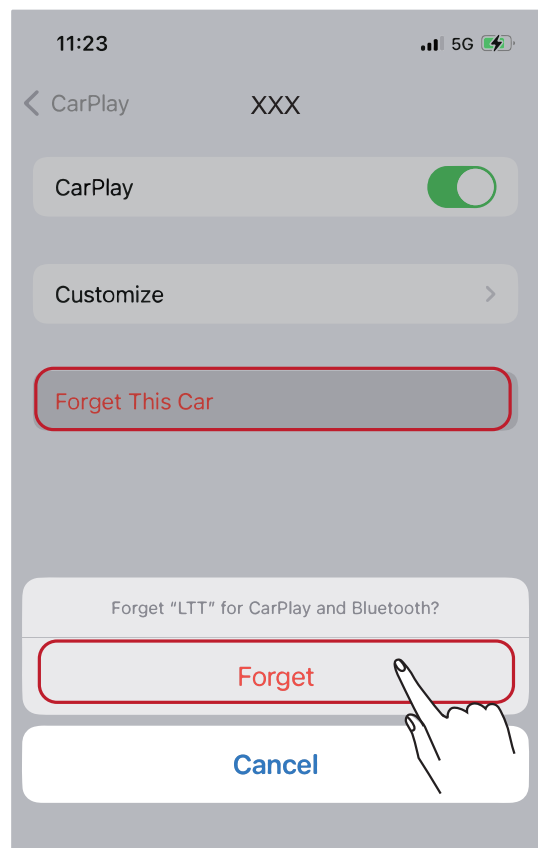 11:23
5G
CarPlay
XXX
CarPlay
Customize
Forget This Car
Forget “LTT” for CarPlay and Bluetooth?
Forget
Cancel